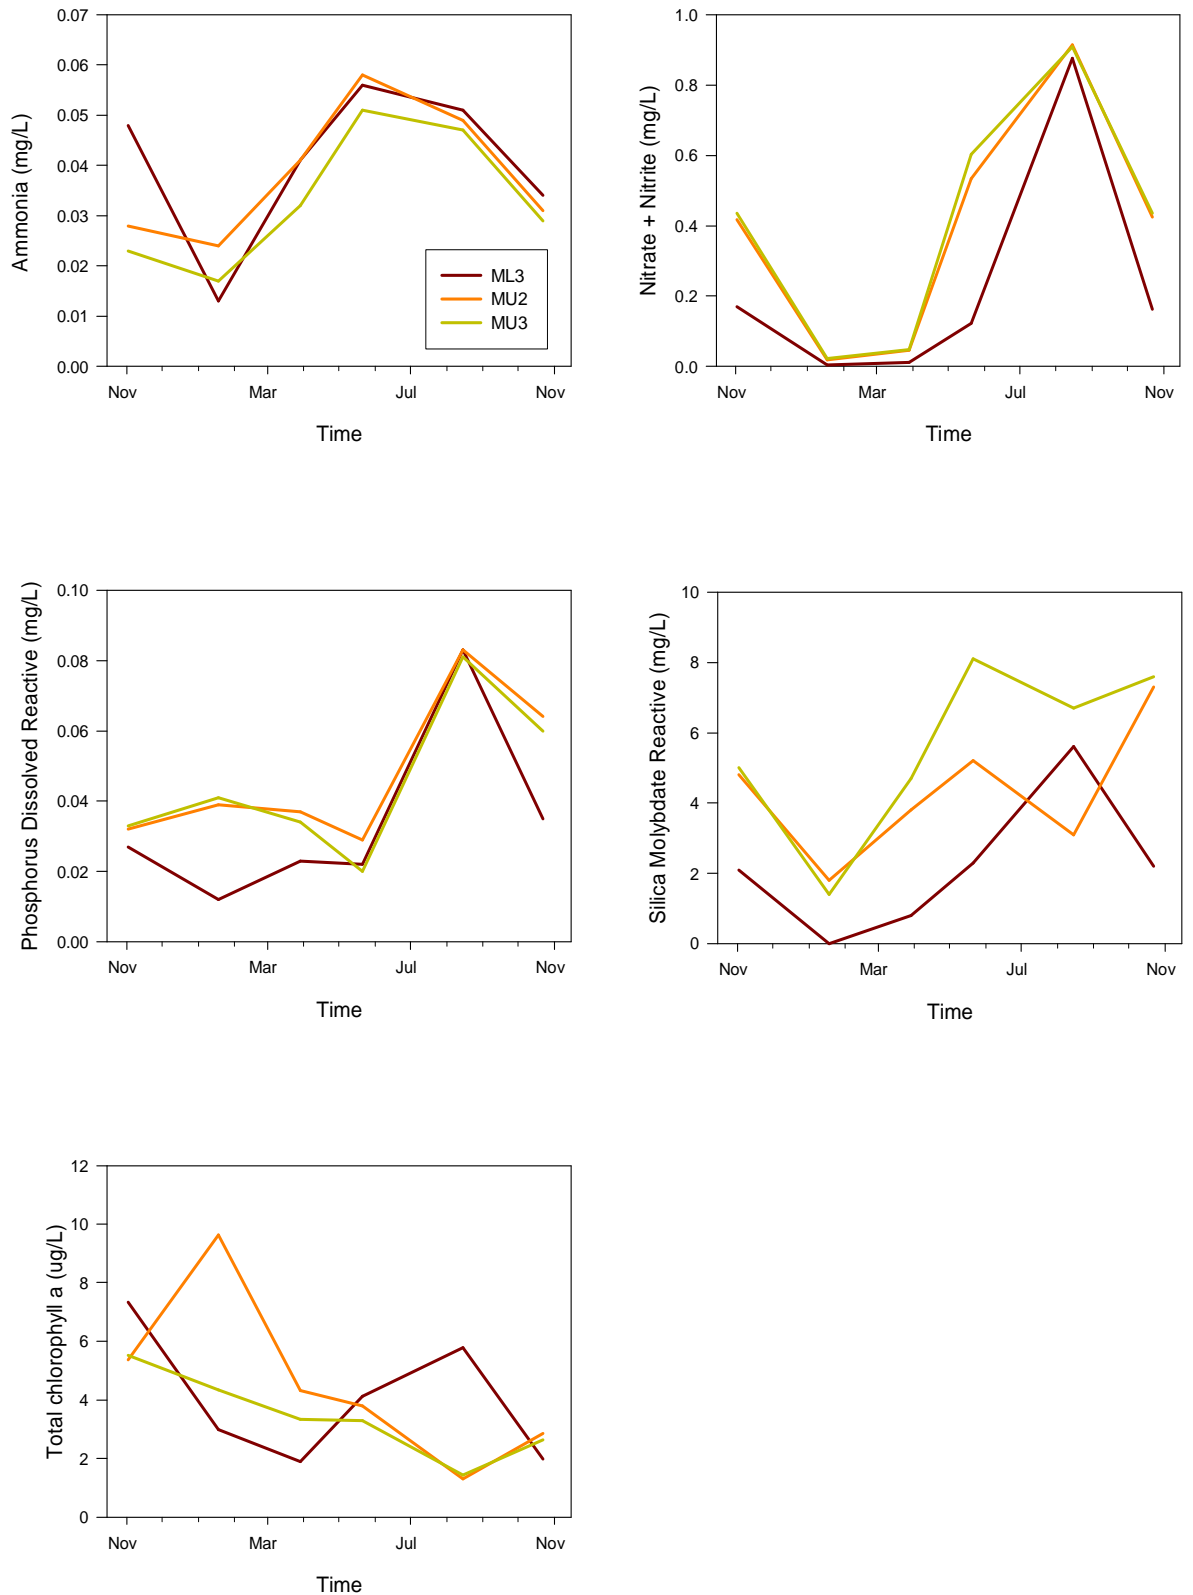 Ammonia (mg/L)
0.07
0.06
0.05
0.04
0.03
0.02
0.01
0.00
Nov
Mar
Jul
Nov
Time
ML3
MU2
MU3
Nitrate + Nitrite (mg/L)
1.0
0.8
0.6
0.4
0.2
0.0
Nov
Mar
Jul
Nov
Time
Phosphorus Dissolved Reactive (mg/L)
0.10
0.08
0.06
0.04
0.02
0.00
Nov
Mar
Jul
Nov
Time
Silica Molybdate Reactive (mg/L)
10
8
6
4
2
0
Nov
Mar
Jul
Nov
Time
Total chlorophyll a (ug/L)
12
10
8
6
4
2
0
Nov
Mar
Jul
Nov
Time